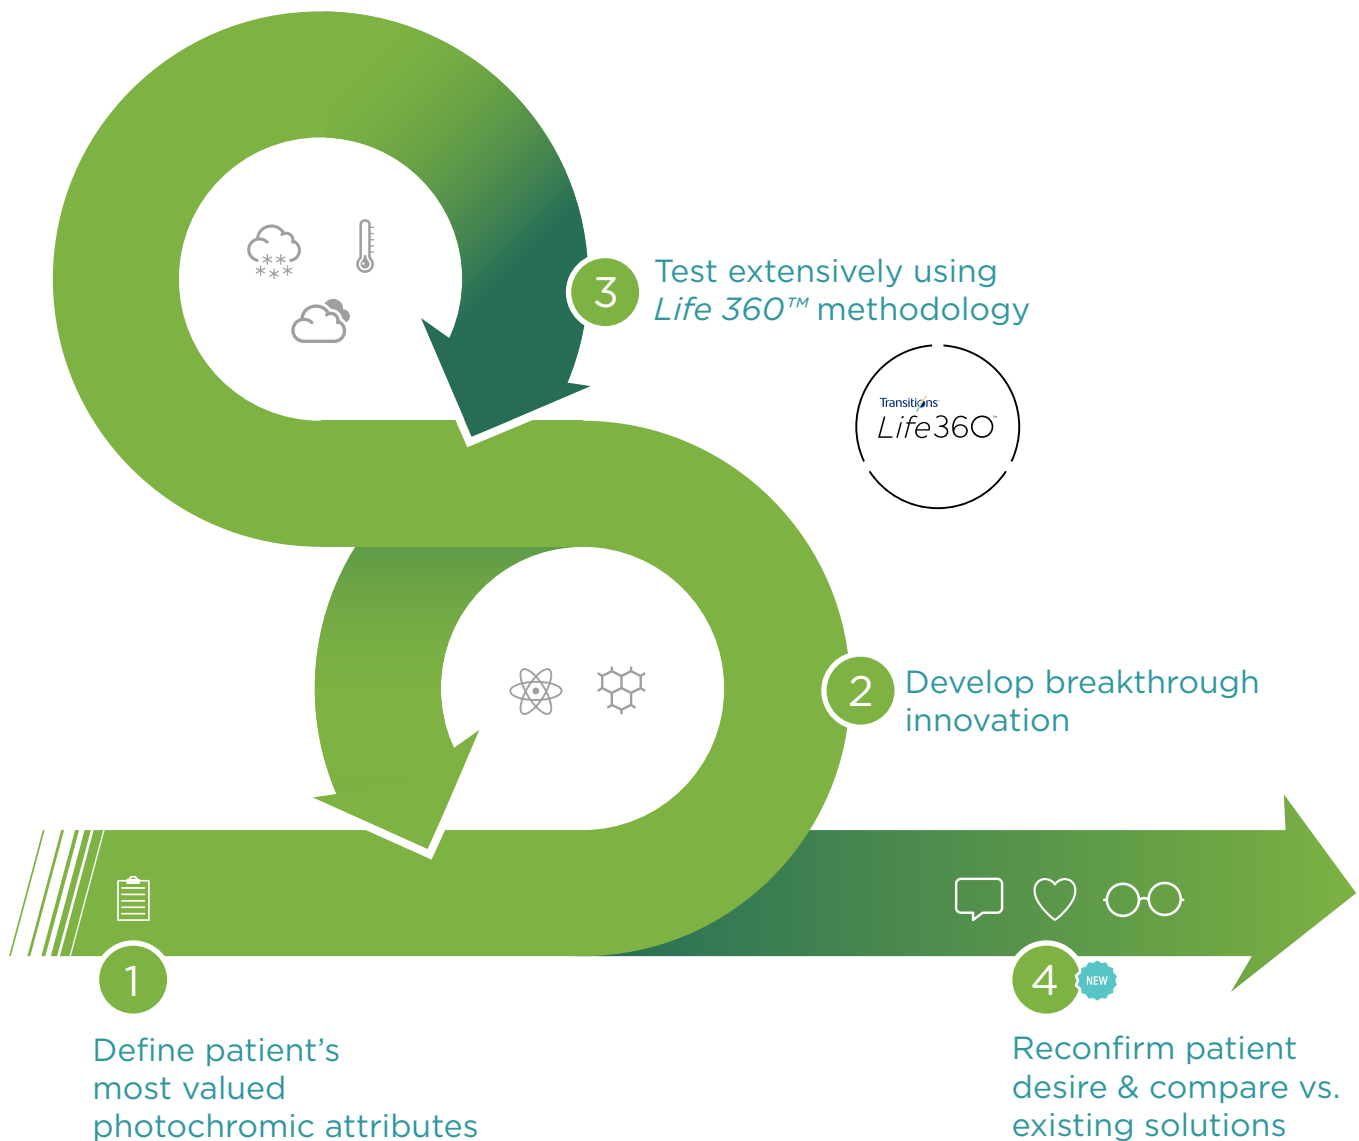 3
Test extensively using
Life 360™ methodology
Transitions
Life360™
2
Develop breakthrough
innovation
1
Define patient’s
most valued
photochromic attributes
4
NEW
Reconfirm patient
desire & compare vs.
existing solutions